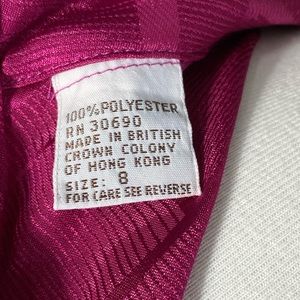 100% POLYESTER
RN 30690
MADE IN BRITISH
CROWN COLONY
OF HONG KONG
SIZE: 8
FOR CARE SEE REVERSE